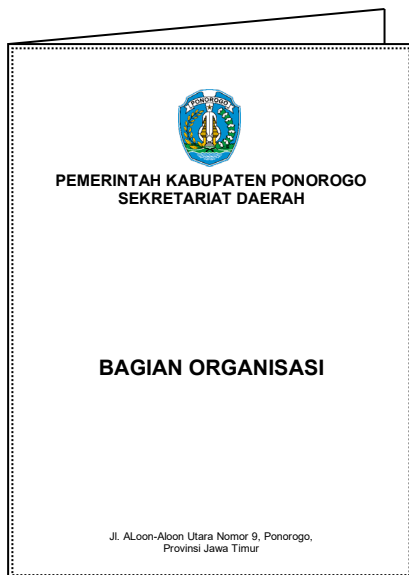 PONOROGO
PEMERINTAH KABUPATEN PONOROGO
SEKRETARIAT DAERAH
BAGIAN ORGANISASI
Jl. ALoon-Aloon Utara Nomor 9, Ponorogo,
Provinsi Jawa Timur